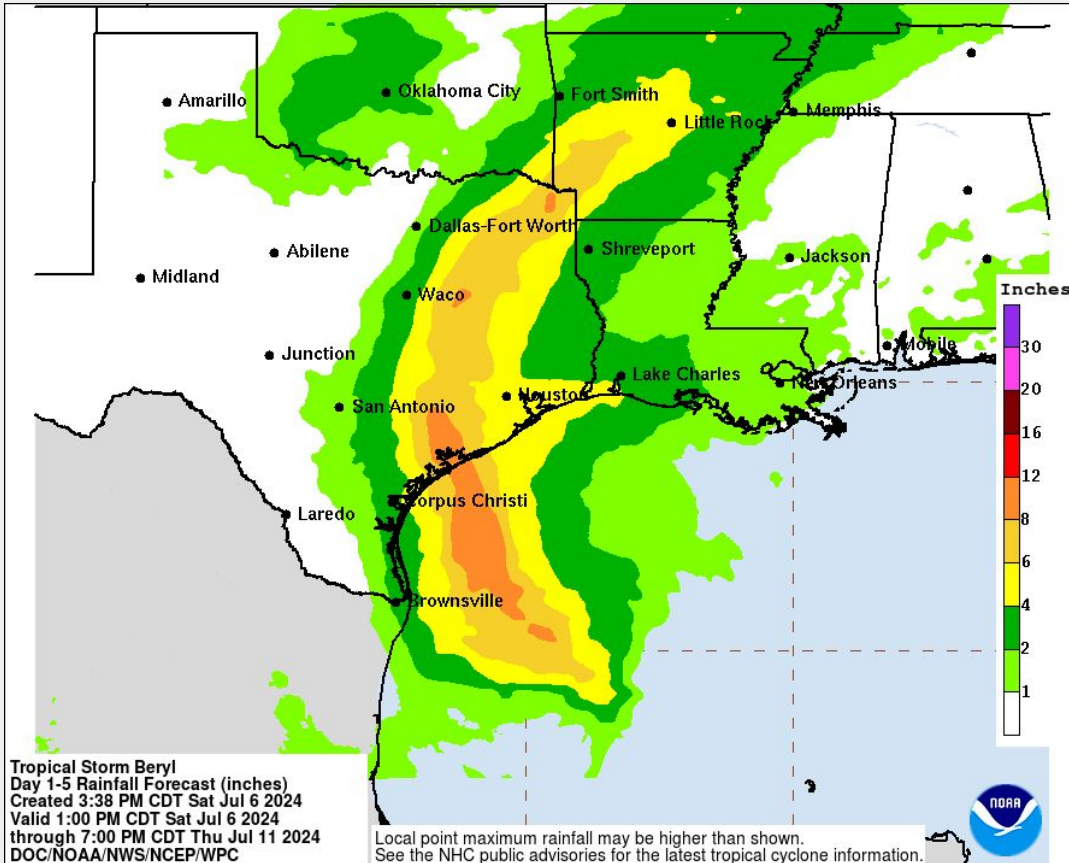 Oklahoma City
Amarillo
Fort Smith
Memphis
Little Rock
Dallas-Fort Worth
Abilene
Shreveport
Jackson
Midland
Inches
Waco
30
Mobile
Junction
Lake Charles
New Orleans
20
Houston
San Antonio
16
12
Corpus Christi
Laredo
8
6
Brownsville
4
2
1
Tropical Storm Beryl
Day 1-5 Rainfall Forecast (inches)
Created 3:38 PM CDT Sat Jul 6 2024
Valid 1:00 PM CDT Sat Jul 6 2024
through 7:00 PM CDT Thu Jul 11 2024
DOC/NOAA/NWS/NCEP/WPC
Local point maximum rainfall may be higher than shown.
See the NHC public advisories for the latest tropical cyclone information.
NOAA